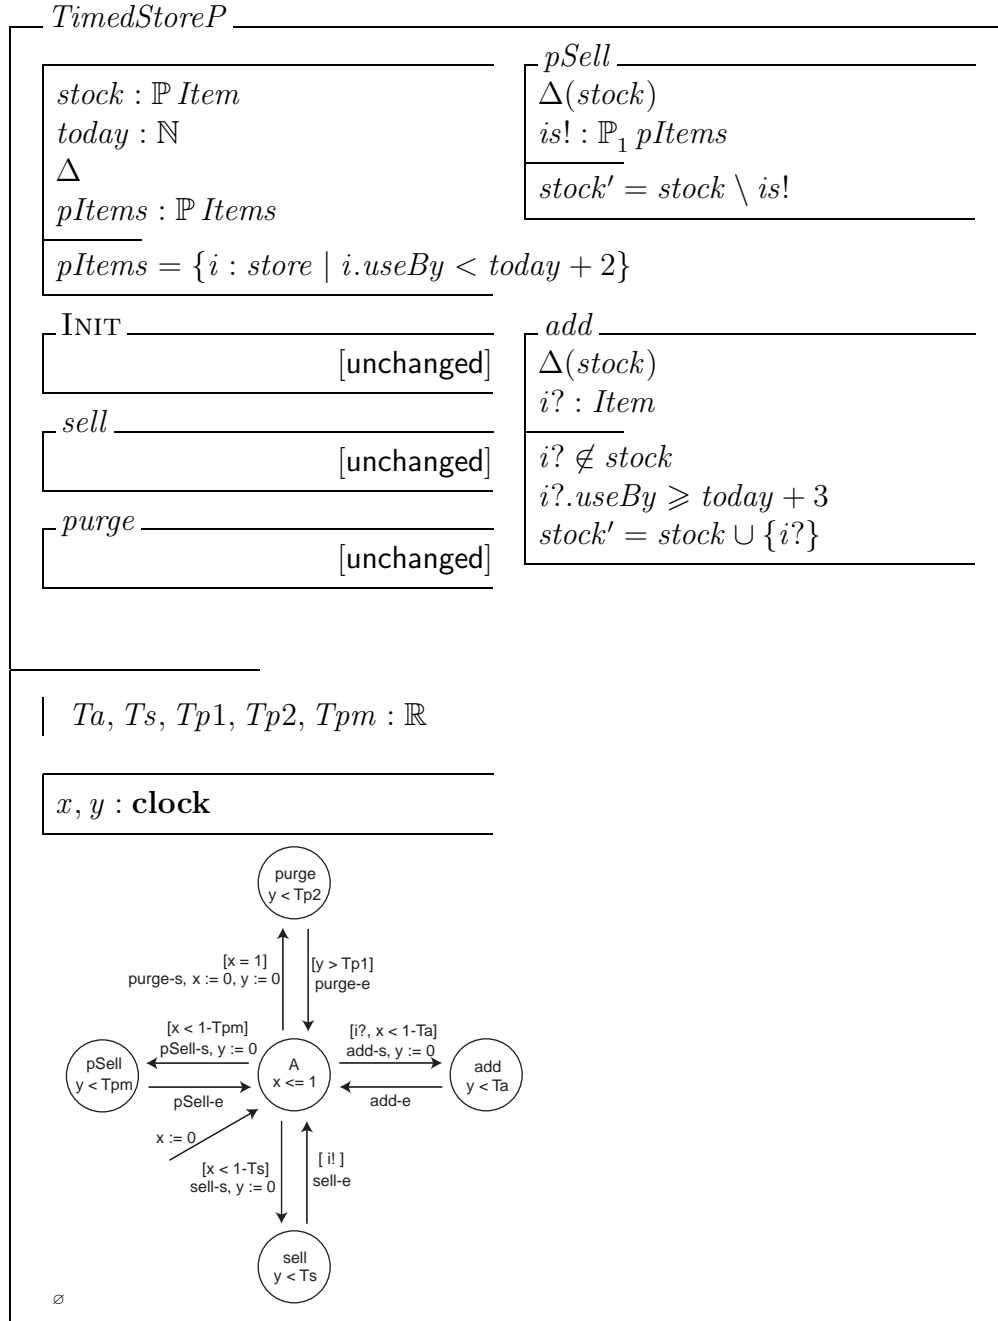 TimedStoreP
stock : ℙ Item
today : ℕ
Δ
pItems : ℙ Items
pItems = {i : store | i.useBy < today + 2}
pSell
Δ(stock)
is! : ℙ₁ pItems
stock′ = stock \ is!
INIT
[unchanged]
sell
[unchanged]
purge
[unchanged]
add
Δ(stock)
i? : Item
i? ∉ stock
i?.useBy ⩾ today + 3
stock′ = stock ∪ {i?}
Ta, Ts, Tp1, Tp2, Tpm : ℝ
x, y : clock
purge
y < Tp2
[x = 1]
purge-s, x := 0, y := 0
[y > Tp1]
purge-e
[x < 1-Tpm]
pSell-s, y := 0
[i?, x < 1-Ta]
add-s, y := 0
pSell
y < Tpm
A
x <= 1
add
y < Ta
pSell-e
add-e
x := 0
[x < 1-Ts]
sell-s, y := 0
[ i! ]
sell-e
sell
y < Ts
∅